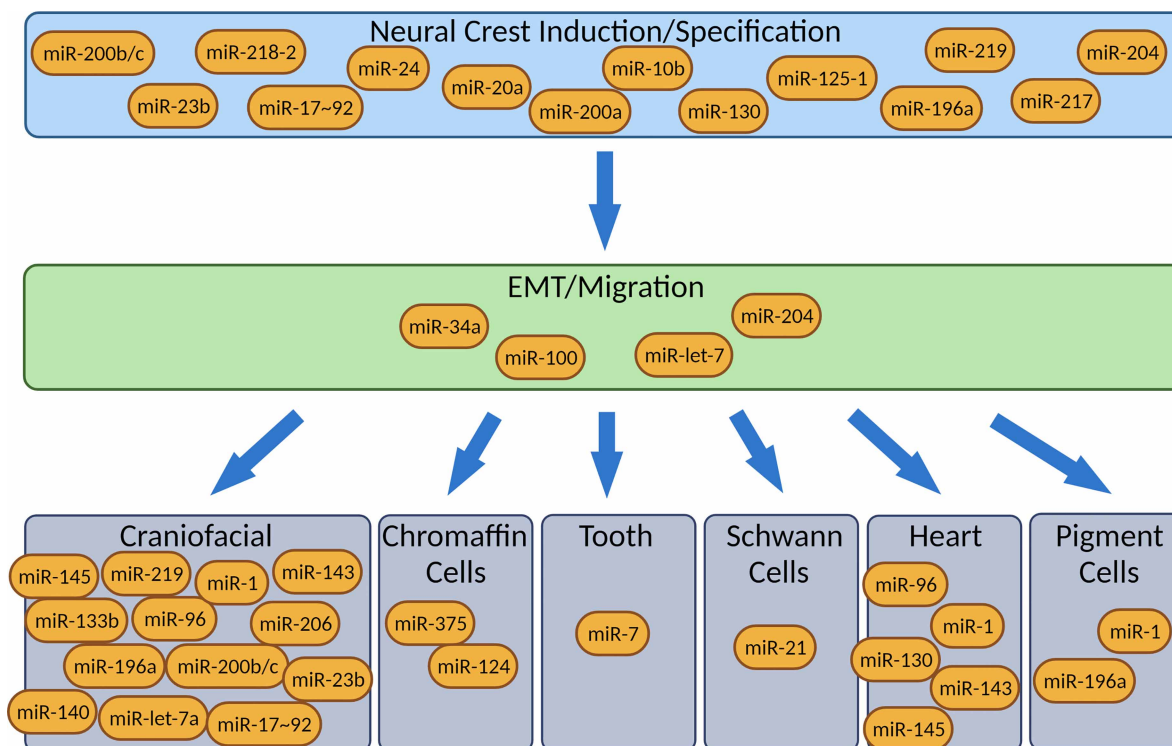 Neural Crest Induction/Specification
miR-200b/c
miR-218-2
miR-24
miR-20a
miR-10b
miR-125-1
miR-219
miR-204
miR-23b
miR-17~92
miR-200a
miR-130
miR-196a
miR-217
EMT/Migration
miR-34a
miR-100
miR-let-7
miR-204
Craniofacial
miR-145
miR-219
miR-1
miR-143
miR-133b
miR-96
miR-206
miR-196a
miR-200b/c
miR-23b
miR-140
miR-let-7a
miR-17~92
Chromaffin
Cells
miR-375
miR-124
Tooth
miR-7
Schwann
Cells
miR-21
Heart
miR-96
miR-1
miR-130
miR-143
miR-145
Pigment
Cells
miR-1
miR-196a